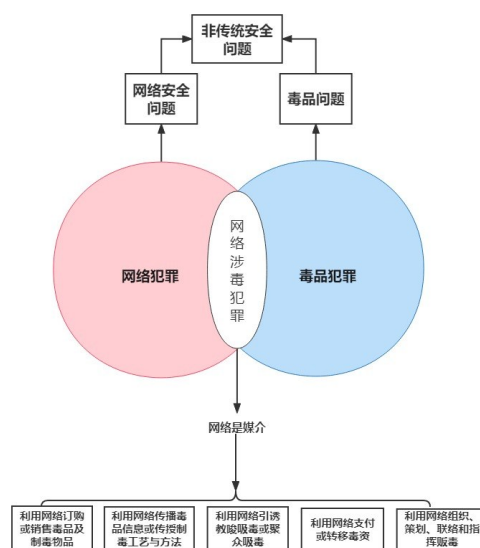 非传统安全
问题
网络安全
问题
毒品问题
网络犯罪
网络涉毒犯罪
毒品犯罪
网络是媒介
利用网络订购
或销售毒品及
制毒物品
利用网络传播毒
品信息或传授制
毒工艺与方法
利用网络引诱
教唆吸毒或聚
众吸毒
利用网络支付
或转移毒资
利用网络组织、
策划、联络和指
挥贩毒